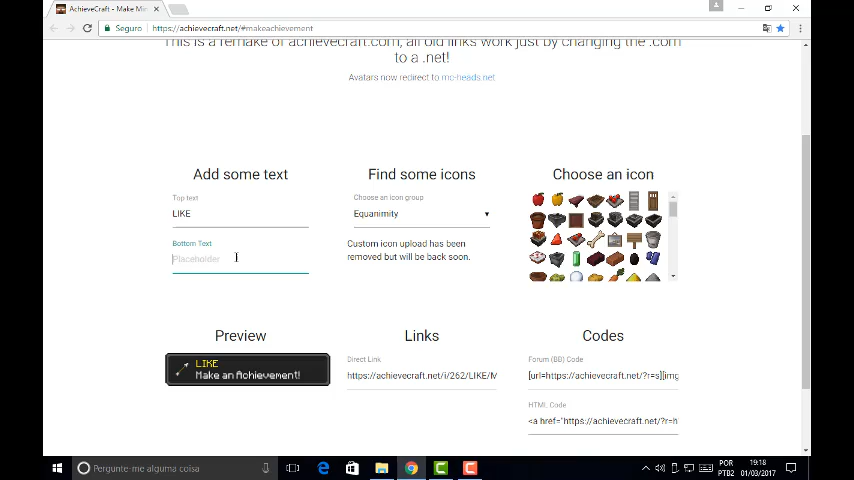 AchieveCraft - Make Min
Seguro
https://achievecraft.net/#makeachievement
This is a remake of achievecraft.com, all old links work just by changing the .com
to a .net!
Avatars now redirect to mc-heads.net
Add some text
Find some icons
Choose an icon
Top text
LIKE
Choose an icon group
Equanimity
Bottom Text
Placeholder
Custom icon upload has been
removed but will be back soon.
Preview
Links
Codes
LIKE
Make an Achievement!
Direct Link
https://achievecraft.net/i/262/LIKE/M
Forum (BB) Code
[url=https://achievecraft.net/?r=s][img
HTML Code
<a href="https://achievecraft.net/?r=h
Pergunte-me alguma coisa
POR
PTB2
19:18
01/03/2017